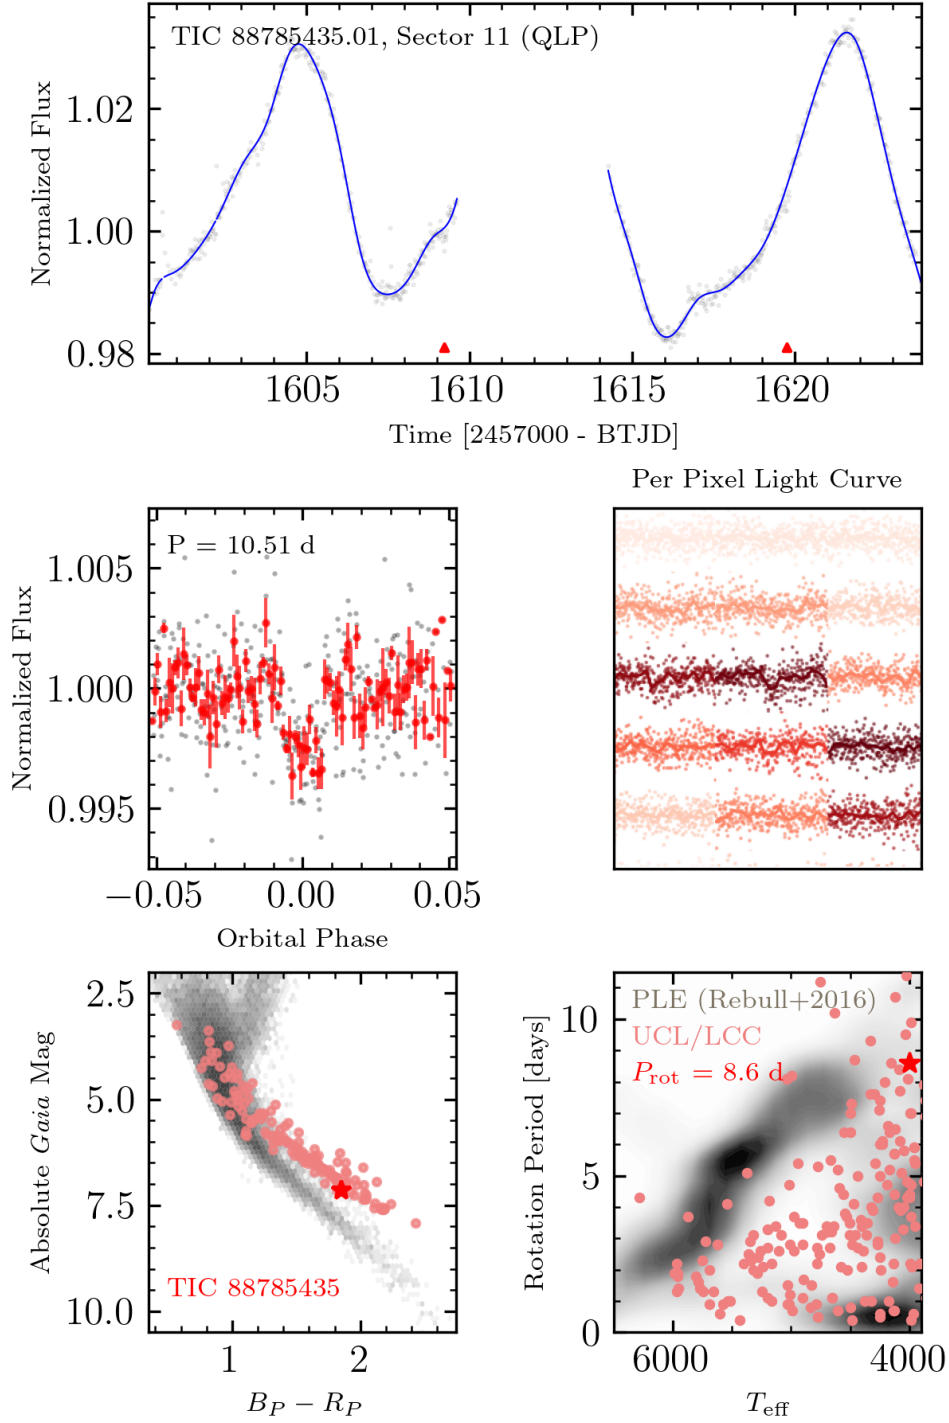 TIC 88785435.01, Sector 11 (QLP)
Normalized Flux
1.02
1.00
0.98
1605
1610
1615
1620
Time [2457000 - BTJD]
P = 10.51 d
Normalized Flux
1.005
1.000
0.995
−0.05
0.00
0.05
Orbital Phase
Per Pixel Light Curve
Absolute Gaia Mag
2.5
5.0
7.5
10.0
TIC 88785435
1
2
B_P − R_P
PLE (Rebull+2016)
UCL/LCC
P_rot = 8.6 d
Rotation Period [days]
10
5
0
6000
4000
T_eff